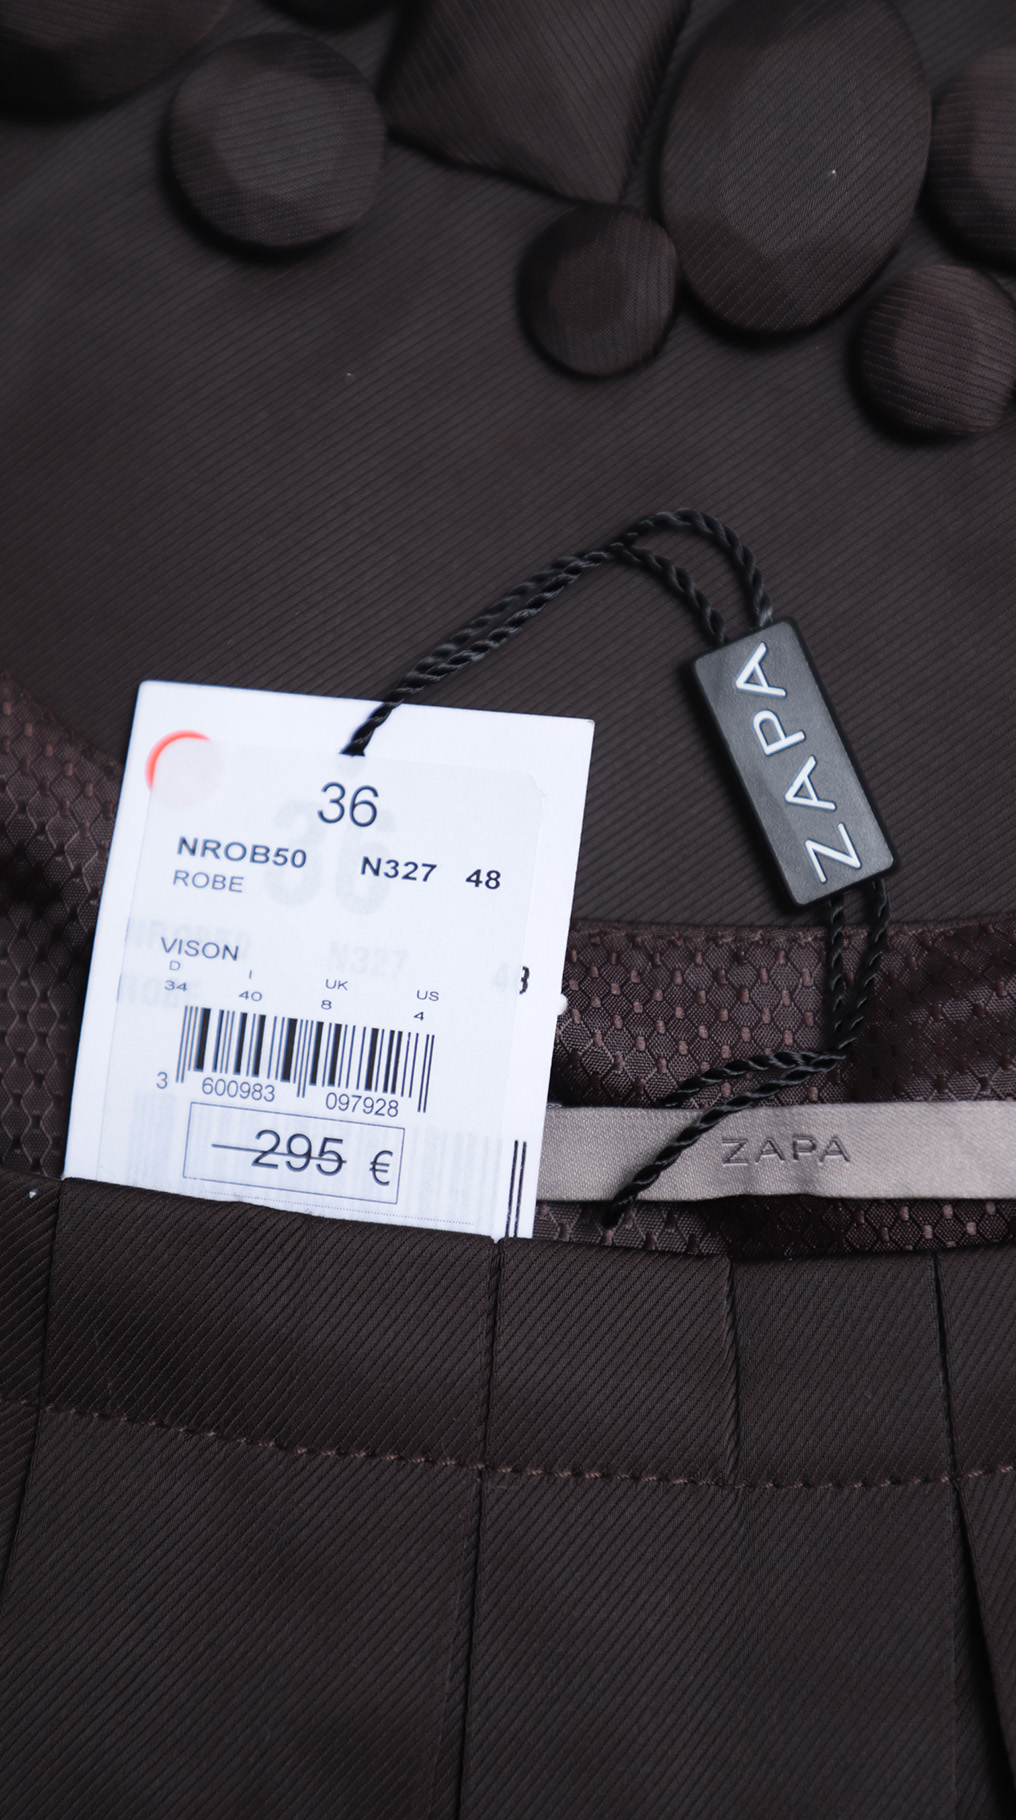 ZAPA
36
NROB50 N327 48
ROBE
VISON
D I UK US
34 40 8 4
3 600983 097928
295 €
ZAPA